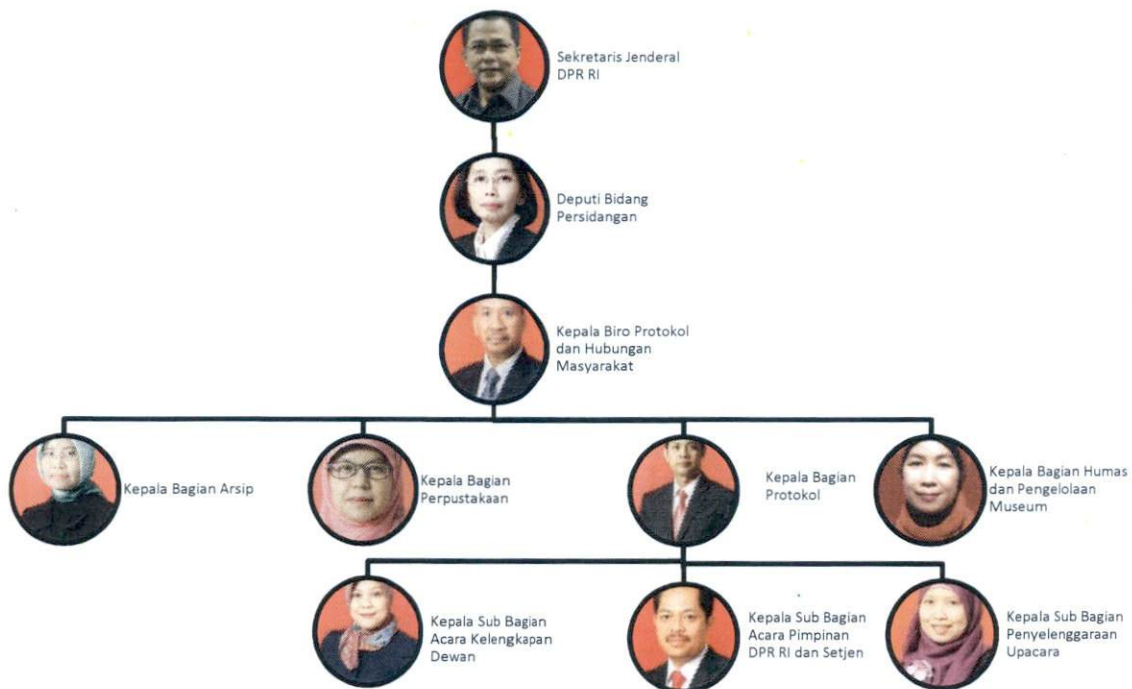 Sekretaris Jenderal
DPR RI
Deputi Bidang
Persidangan
Kepala Biro Protokol
dan Hubungan
Masyarakat
Kepala Bagian Arsip
Kepala Bagian
Perpustakaan
Kepala Bagian
Protokol
Kepala Bagian Humas
dan Pengelolaan
Museum
Kepala Sub Bagian
Acara Kelengkapan
Dewan
Kepala Sub Bagian
Acara Pimpinan
DPR RI dan Setjen
Kepala Sub Bagian
Penyelenggaraan
Upacara